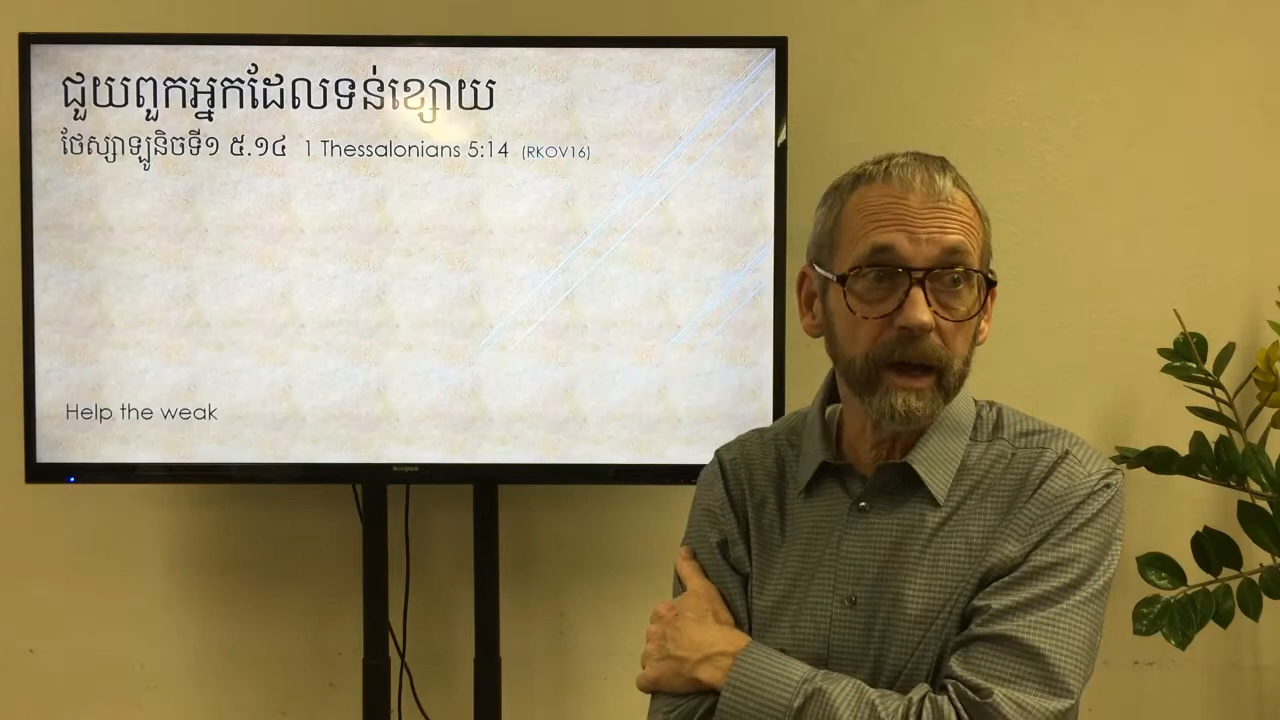 ជួយពួកអ្នកដែលទន់ខ្សោយ
ថែស្សាឡូនិចទី១ ៥.១៤ 1 Thessalonians 5:14 (RKOV16)
Help the weak